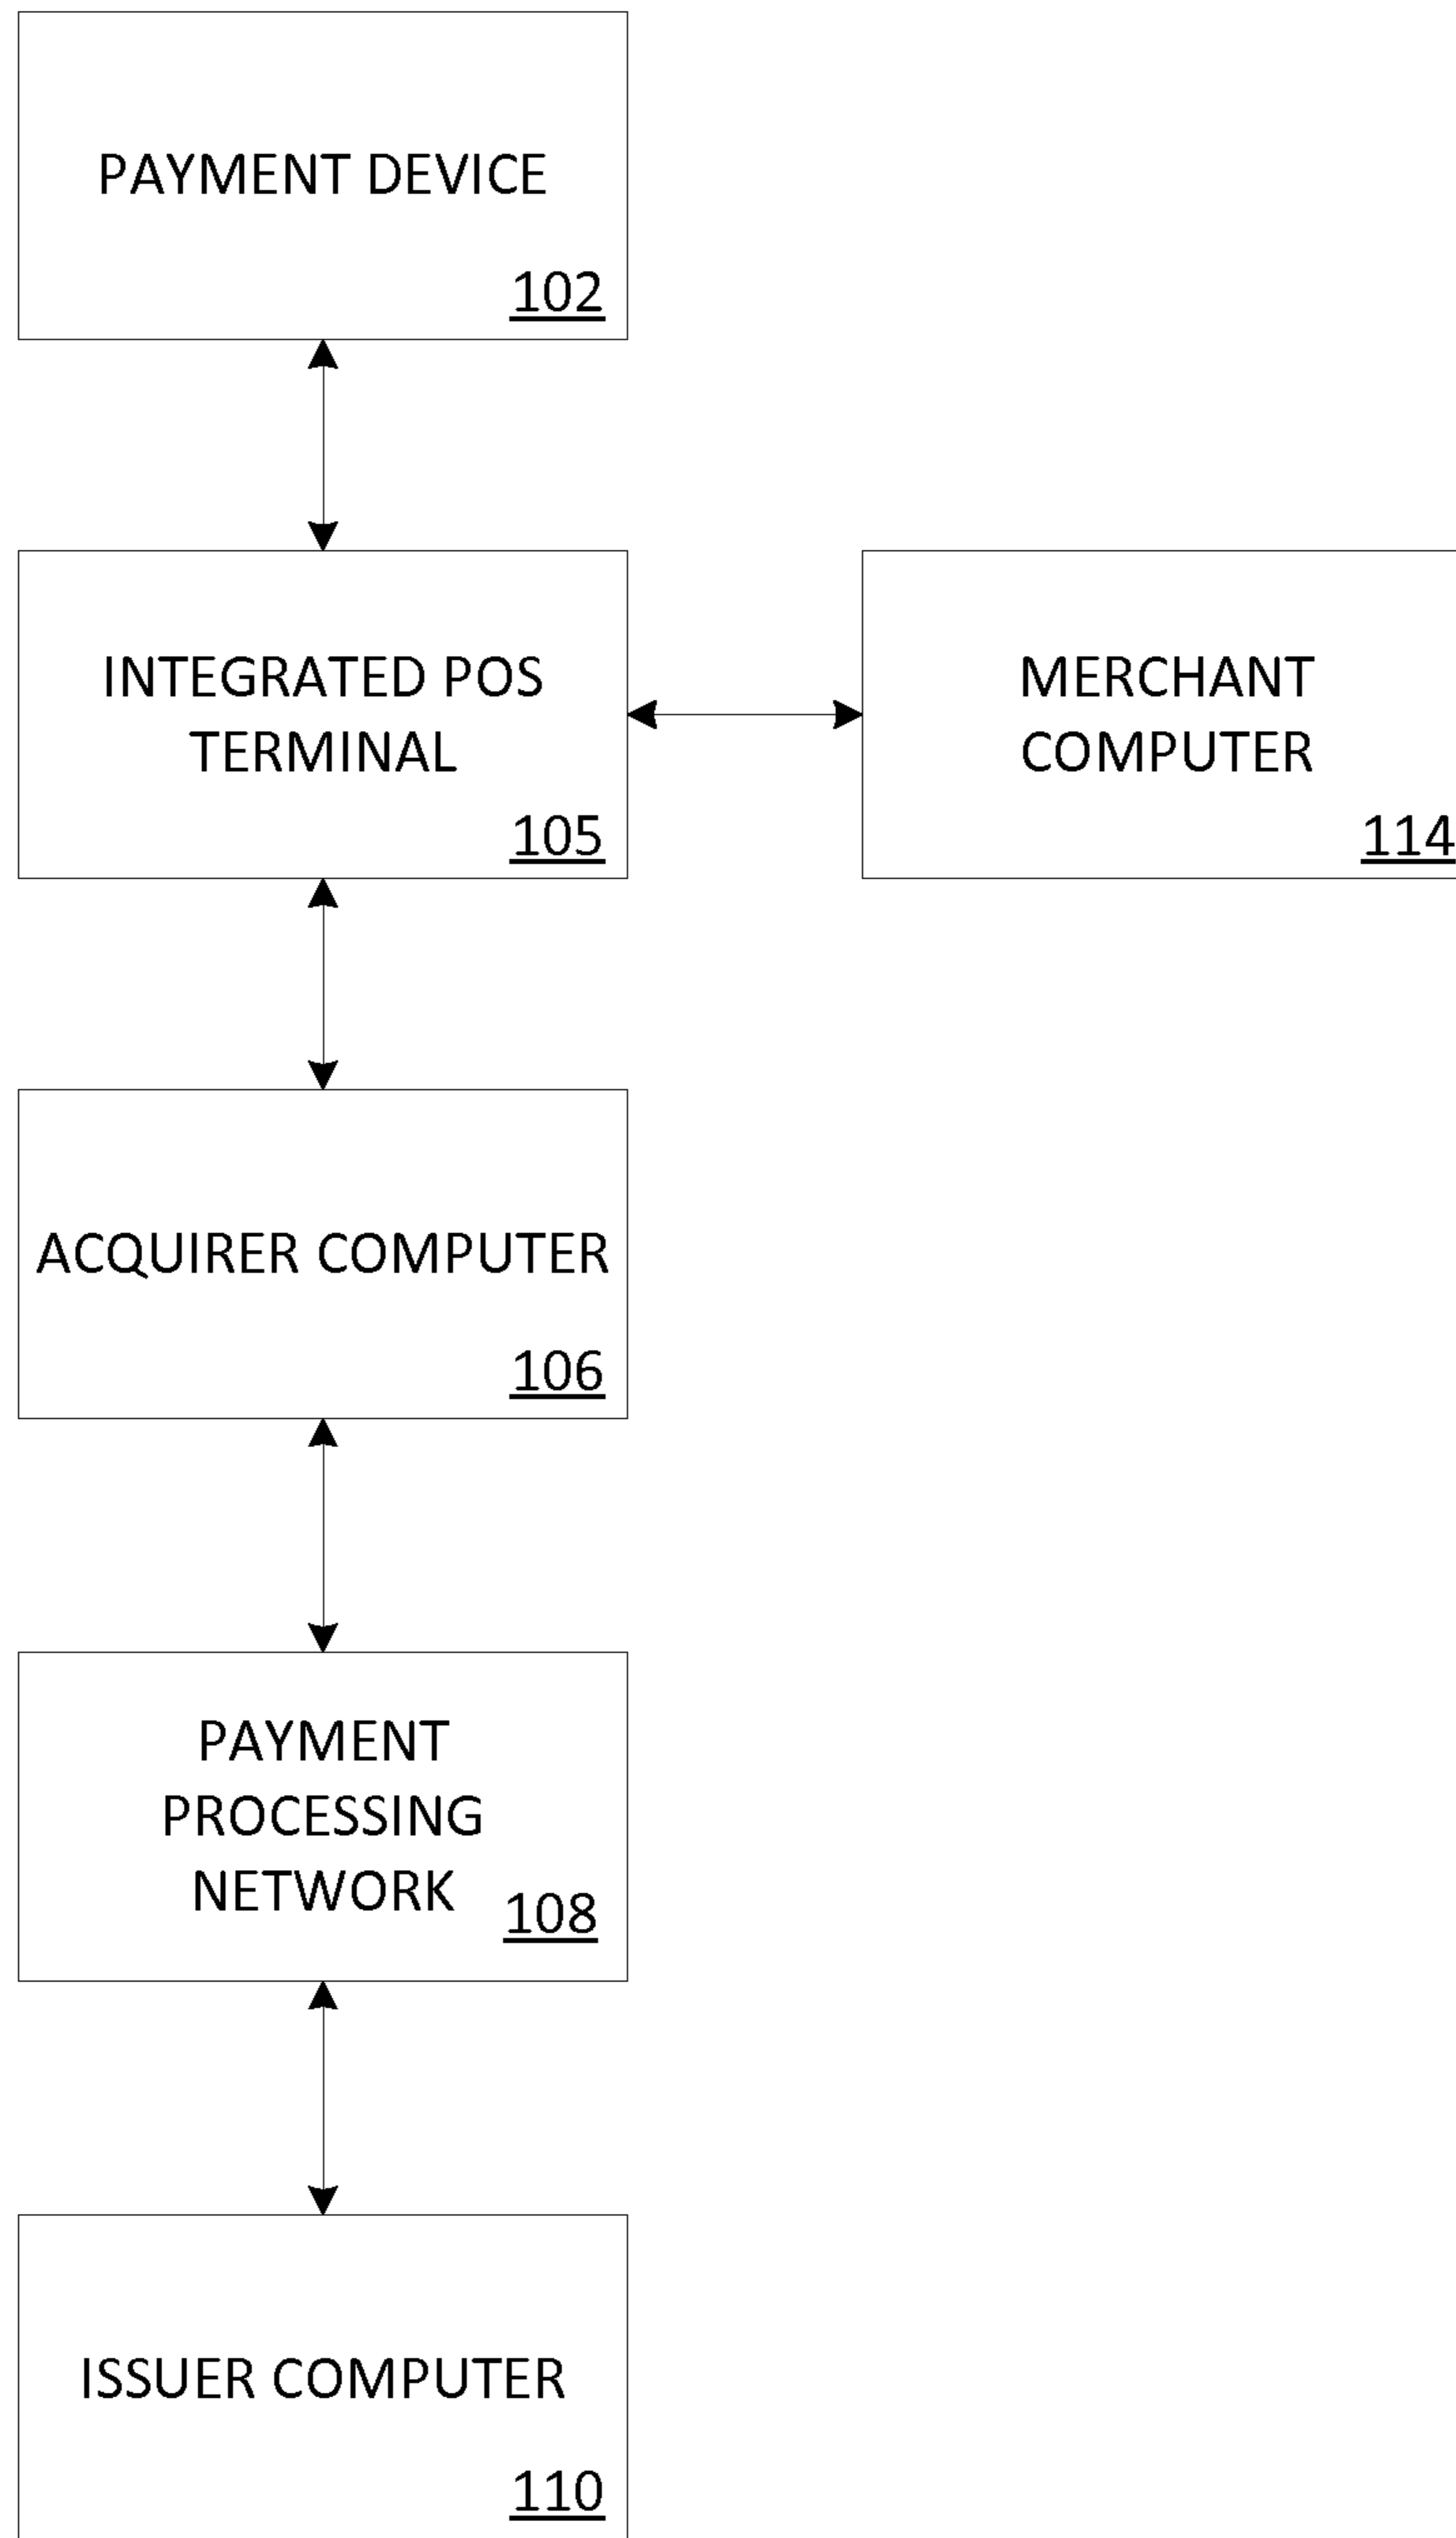 PAYMENT DEVICE
102
INTEGRATED POS
TERMINAL
105
MERCHANT
COMPUTER
114
ACQUIRER COMPUTER
106
PAYMENT
PROCESSING
NETWORK
108
ISSUER COMPUTER
110